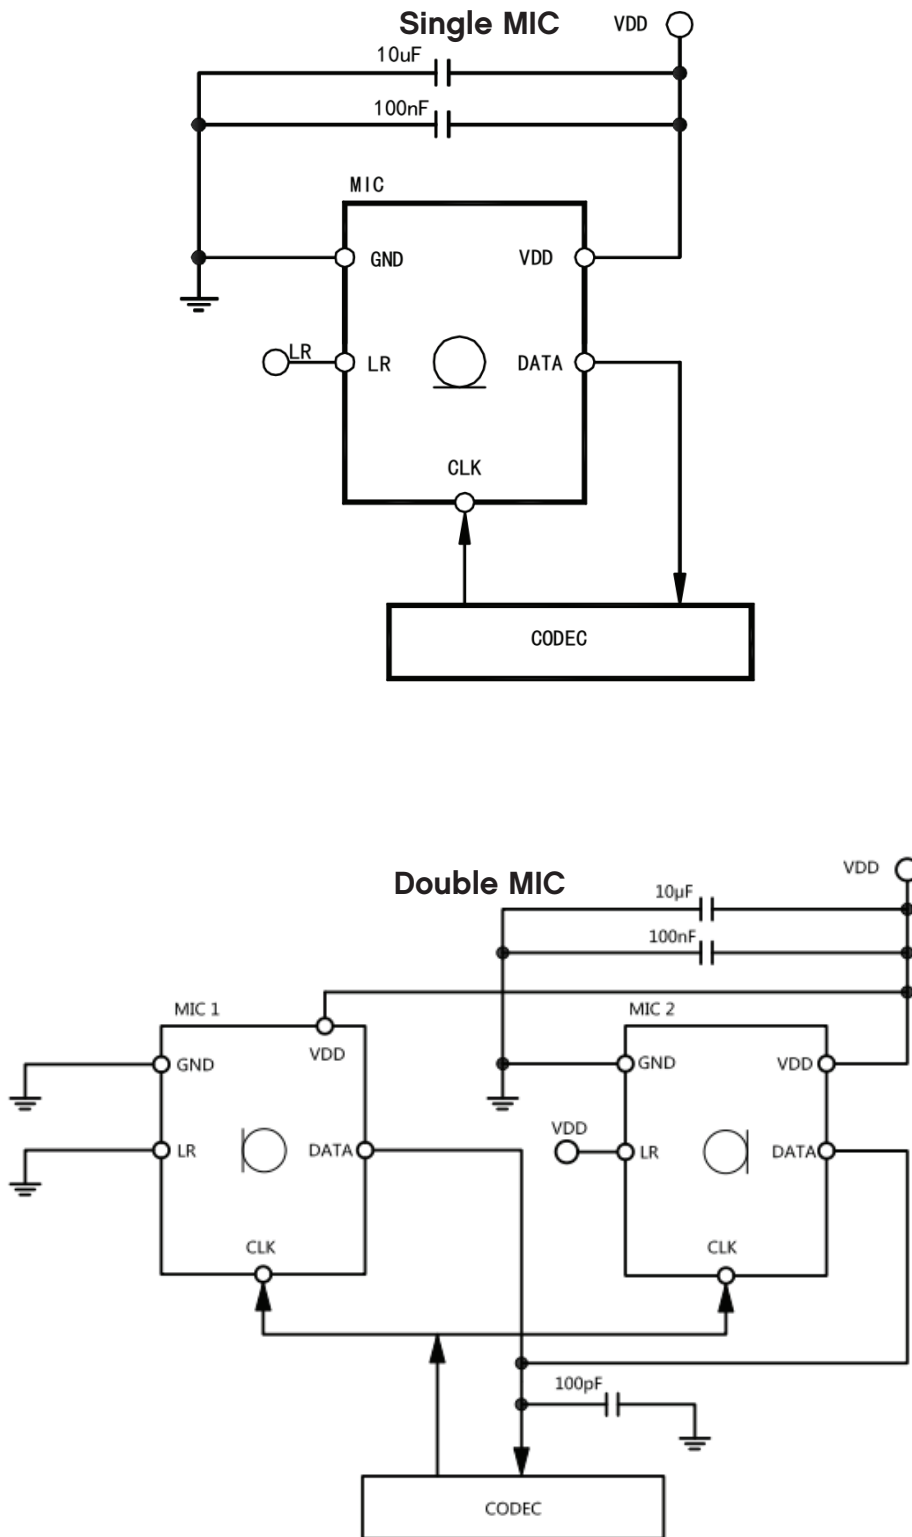 Single MIC
VDD
10uF
100nF
MIC
GND
VDD
LR
LR
DATA
CLK
CODEC
Double MIC
VDD
10μF
100nF
MIC 1
MIC 2
VDD
GND
GND
VDD
VDD
LR
DATA
LR
DATA
CLK
CLK
100pF
CODEC